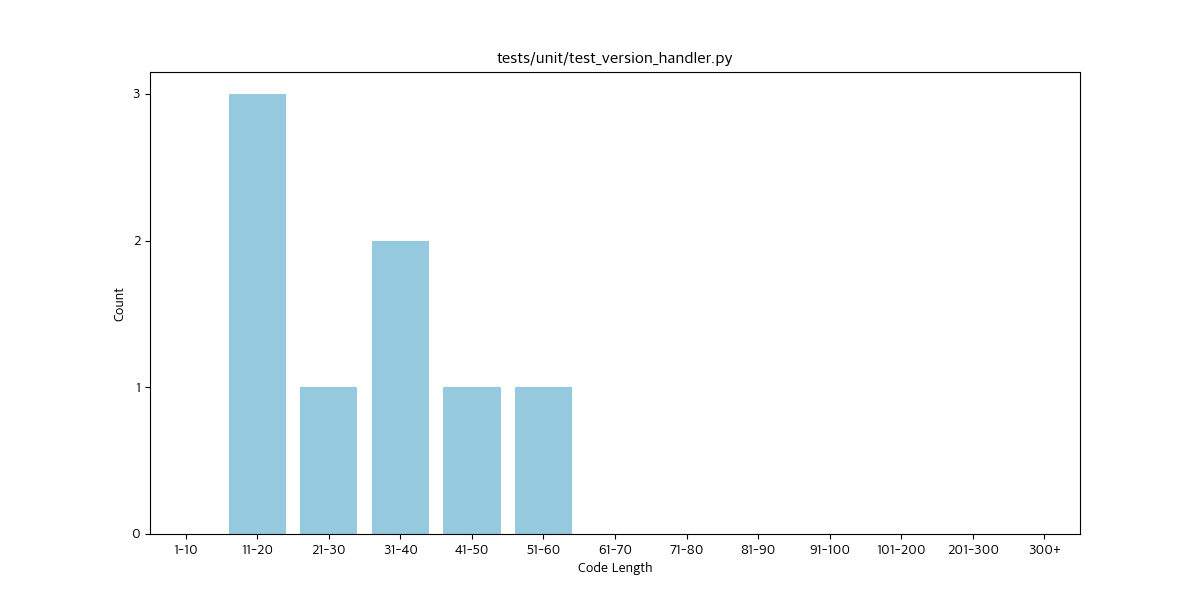 tests/unit/test_version_handler.py
Count
3
2
1
0
1-10 11-20 21-30 31-40 41-50 51-60 61-70 71-80 81-90 91-100 101-200 201-300 300+
Code Length